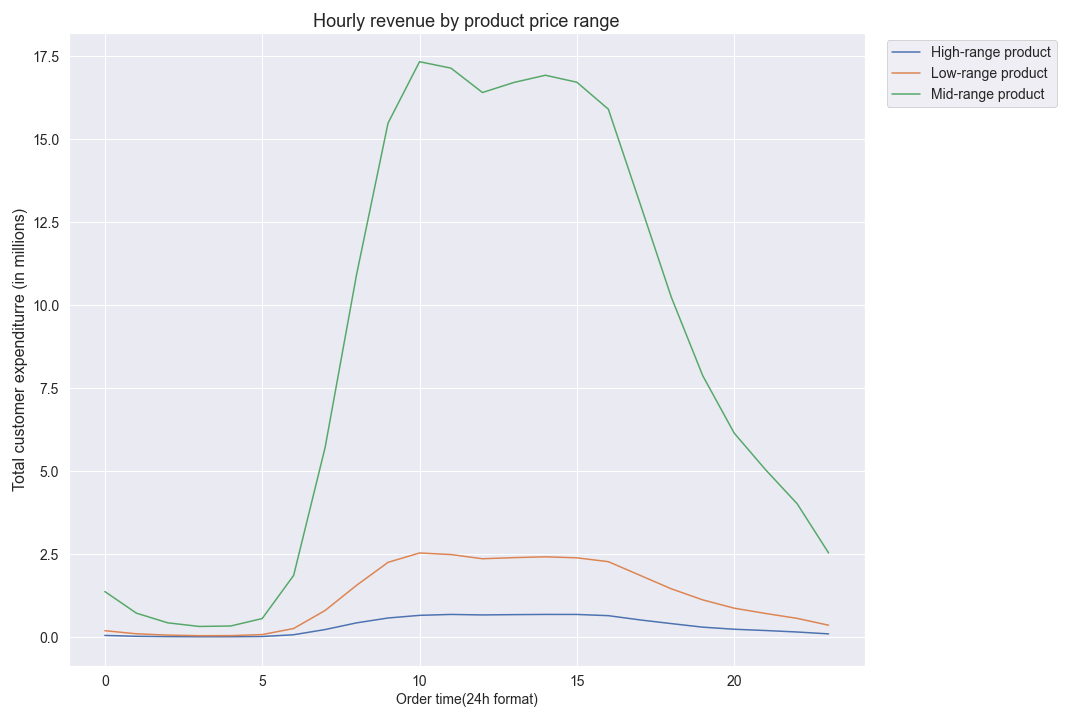 Hourly revenue by product price range
High-range product
Low-range product
Mid-range product
Total customer expenditurre (in millions)
17.5
15.0
12.5
10.0
7.5
5.0
2.5
0.0
0 5 10 15 20
Order time(24h format)